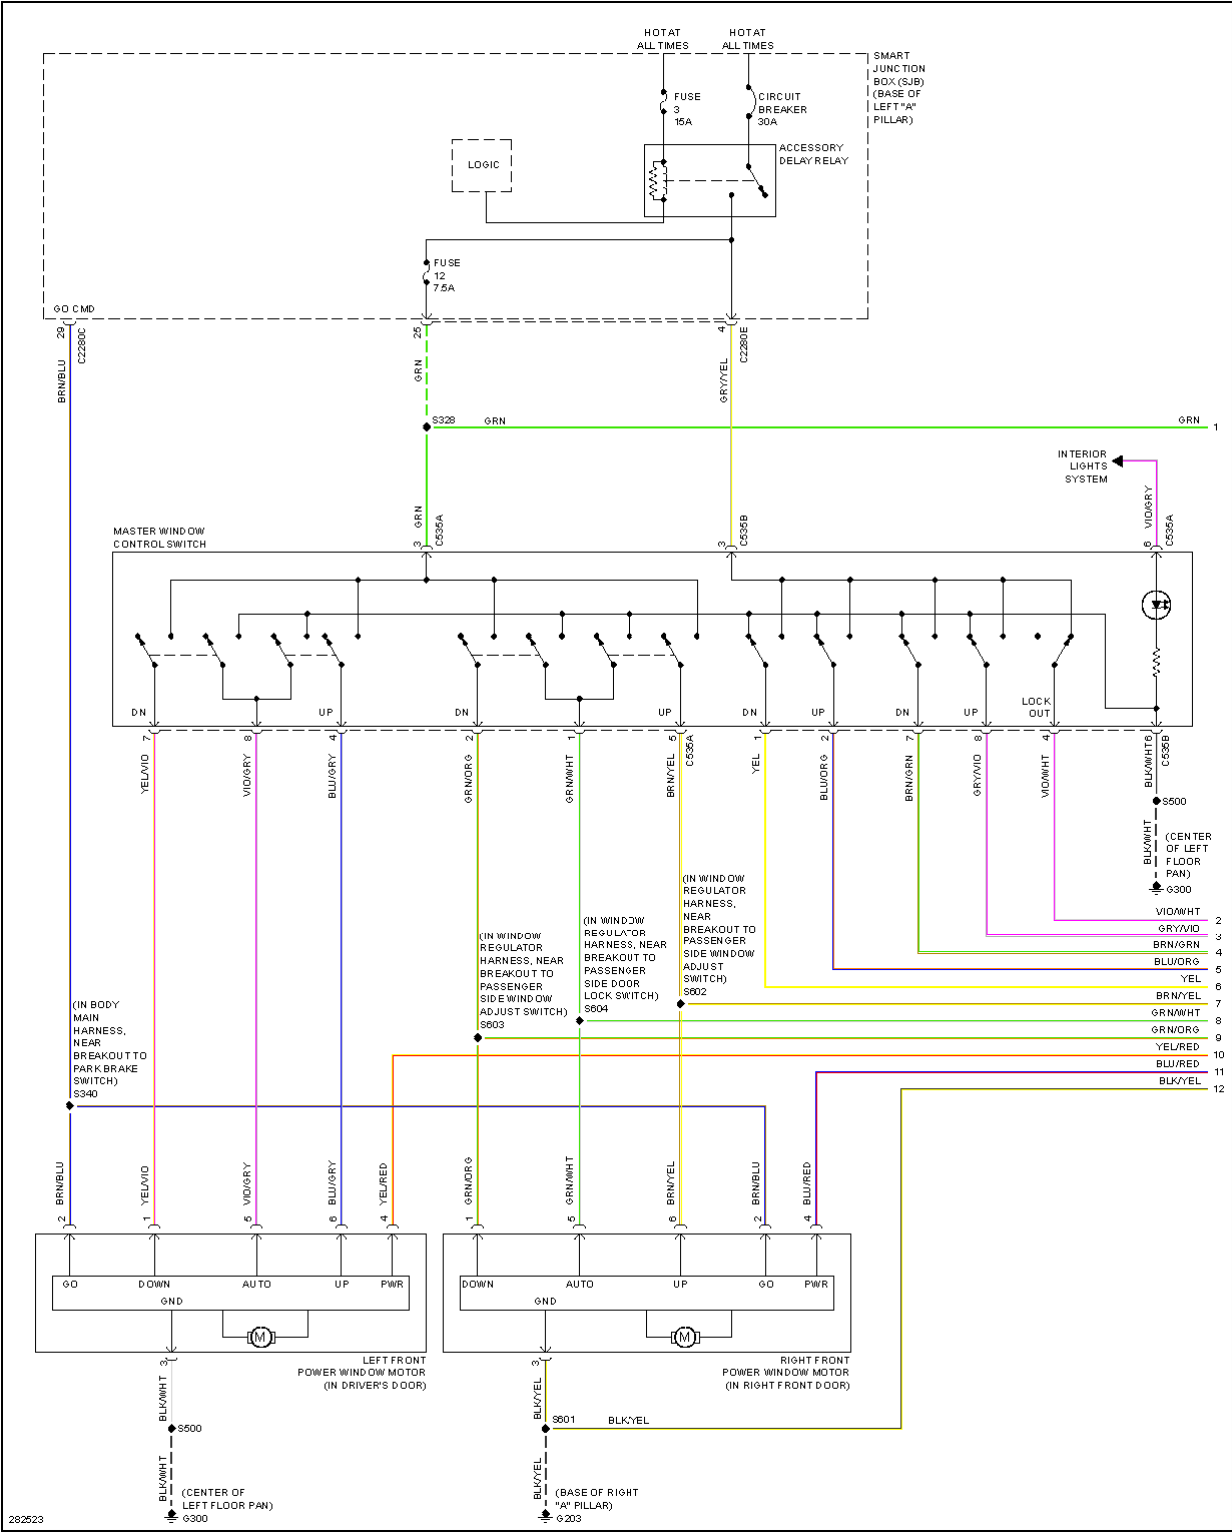 HOT AT
ALL TIMES
HOT AT
ALL TIMES
SMART
JUNCTION
BOX (SJB)
(BASE OF
LEFT "A"
PILLAR)
FUSE
3
15A
CIRCUIT
BREAKER
30A
ACCESSORY
DELAY RELAY
LOGIC
FUSE
12
7.5A
GO CMD
29
C2280C
25
4
C2280E
BRN/BLU
GRN
GRY/YEL
S328
GRN
GRN
1
INTERIOR
LIGHTS
SYSTEM
VIO/GRY
GRN
3
C535A
3
C535B
6
C535A
MASTER WINDOW
CONTROL SWITCH
DN
UP
DN
UP
DN
UP
DN
UP
LOCK
OUT
7
8
4
2
1
5
C535A
1
2
7
8
4
6
C535B
YEL/VIO
VIO/GRY
BLU/GRY
GRN/ORG
GRN/WHT
BRN/YEL
YEL
BLU/ORG
BRN/GRN
GRY/VIO
VIO/WHT
BLK/WHT
S500
BLK/WHT
(CENTER
OF LEFT
FLOOR
PAN)
G300
(IN WINDOW
REGULATOR
HARNESS,
NEAR
BREAKOUT TO
PASSENGER
SIDE WINDOW
ADJUST
SWITCH)
S602
(IN WINDOW
REGULATOR
HARNESS, NEAR
BREAKOUT TO
PASSENGER
SIDE DOOR
LOCK SWITCH)
S604
(IN WINDOW
REGULATOR
HARNESS, NEAR
BREAKOUT TO
PASSENGER
SIDE WINDOW
ADJUST SWITCH)
S603
VIO/WHT 2
GRY/VIO 3
BRN/GRN 4
BLU/ORG 5
YEL 6
BRN/YEL 7
GRN/WHT 8
GRN/ORG 9
YEL/RED 10
BLU/RED 11
BLK/YEL 12
(IN BODY
MAIN
HARNESS,
NEAR
BREAKOUT TO
PARK BRAKE
SWITCH)
S340
BRN/BLU
YEL/VIO
VIO/GRY
BLU/GRY
YEL/RED
GRN/ORG
GRN/WHT
BRN/YEL
BRN/BLU
BLU/RED
2
1
5
6
4
1
5
6
2
4
GO
DOWN
AUTO
UP
PWR
GND
M
DOWN
AUTO
UP
GO
PWR
GND
M
3
LEFT FRONT
POWER WINDOW MOTOR
(IN DRIVER'S DOOR)
3
RIGHT FRONT
POWER WINDOW MOTOR
(IN RIGHT FRONT DOOR)
BLK/WHT
S500
BLK/WHT
(CENTER OF
LEFT FLOOR PAN)
G300
BLK/YEL
S601
BLK/YEL
BLK/YEL
(BASE OF RIGHT
"A" PILLAR)
G203
282523